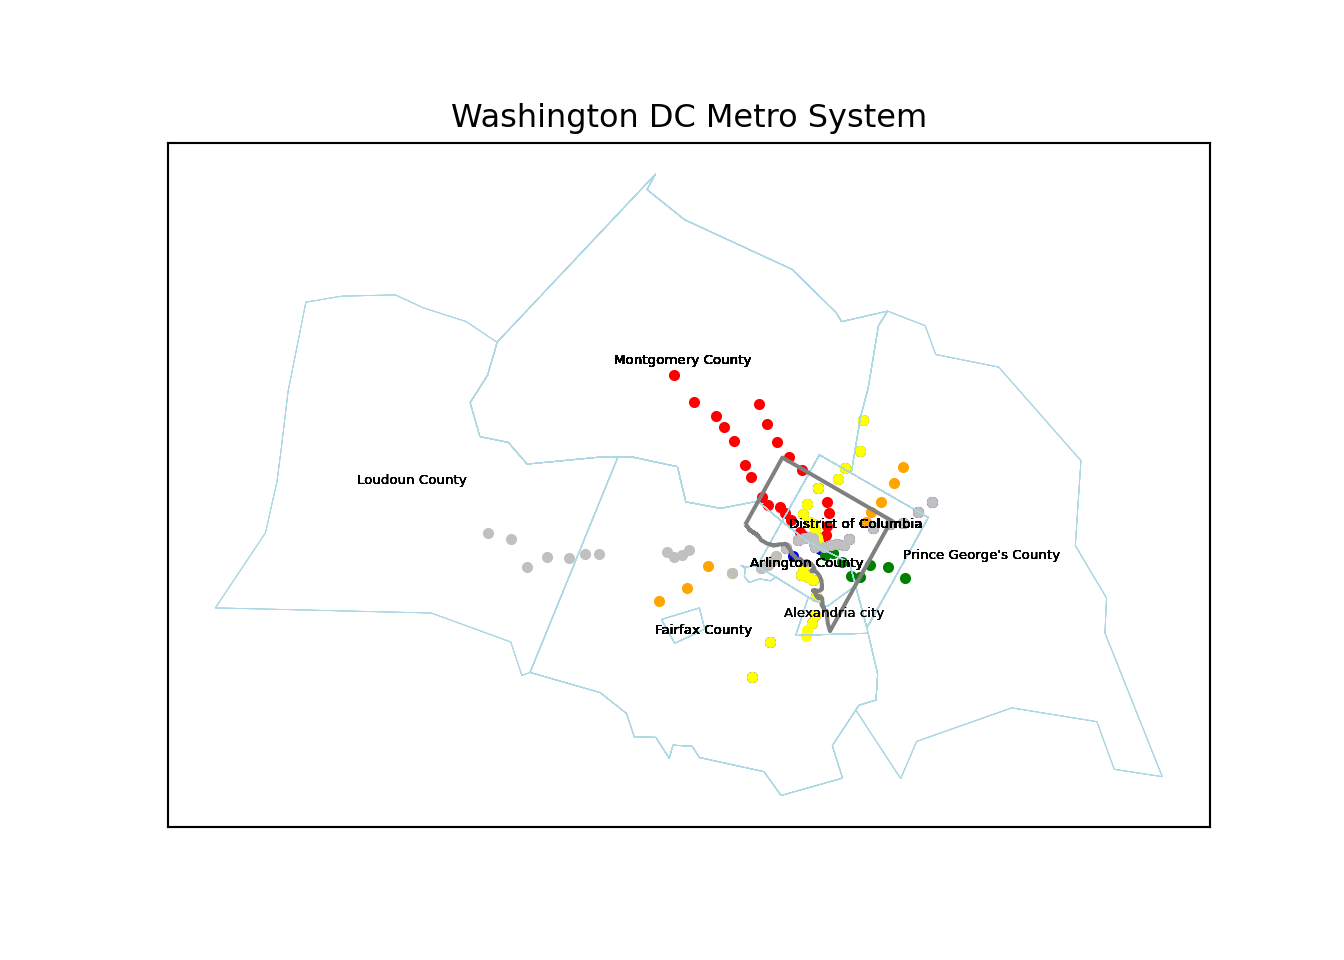 Washington DC Metro System
Montgomery County
Loudoun County
District of Columbia
Prince George's County
Arlington County
Alexandria city
Fairfax County